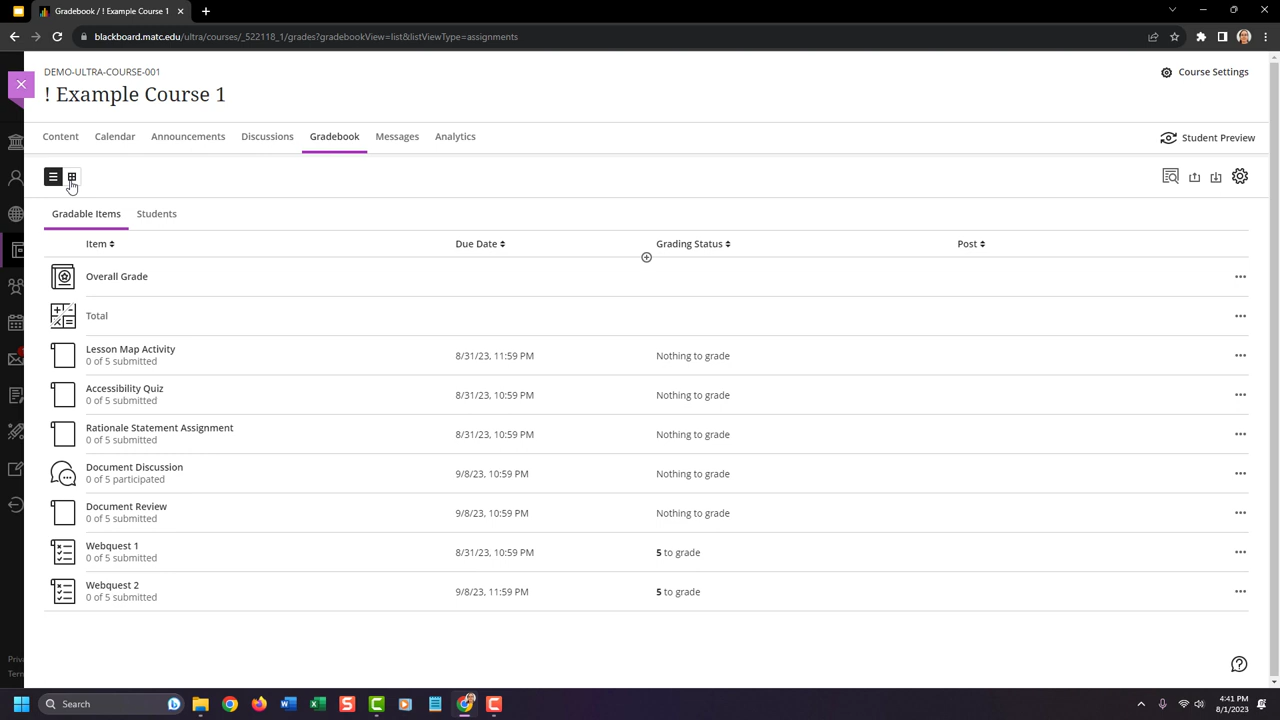 Gradebook / ! Example Course 1
blackboard.matc.edu/ultra/courses/_522118_1/grades?gradebookView=list&listViewType=assignments
DEMO-ULTRA-COURSE-001
! Example Course 1
Course Settings
Content Calendar Announcements Discussions Gradebook Messages Analytics
Student Preview
Gradable Items Students
Item Due Date Grading Status Post
Overall Grade
Total
Lesson Map Activity
0 of 5 submitted
8/31/23, 11:59 PM
Nothing to grade
Accessibility Quiz
0 of 5 submitted
8/31/23, 10:59 PM
Nothing to grade
Rationale Statement Assignment
0 of 5 submitted
8/31/23, 10:59 PM
Nothing to grade
Document Discussion
0 of 5 participated
9/8/23, 10:59 PM
Nothing to grade
Document Review
0 of 5 submitted
9/8/23, 10:59 PM
Nothing to grade
Webquest 1
0 of 5 submitted
8/31/23, 10:59 PM
5 to grade
Webquest 2
0 of 5 submitted
9/8/23, 11:59 PM
5 to grade
Priva
Term
Search
4:41 PM
8/1/2023